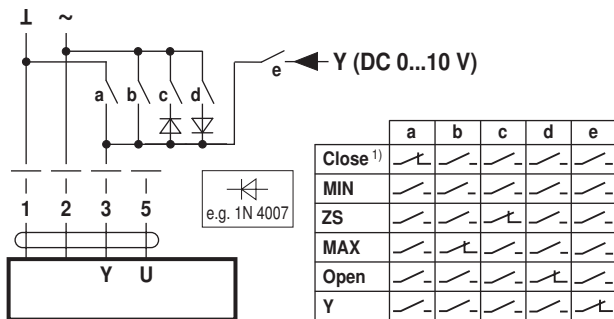 ⊥ ~
e Y (DC 0...10 V)
a b c d
1 2 3 5
e.g. 1N 4007
Y U
a b c d e
Close 1)
MIN
ZS
MAX
Open
Y